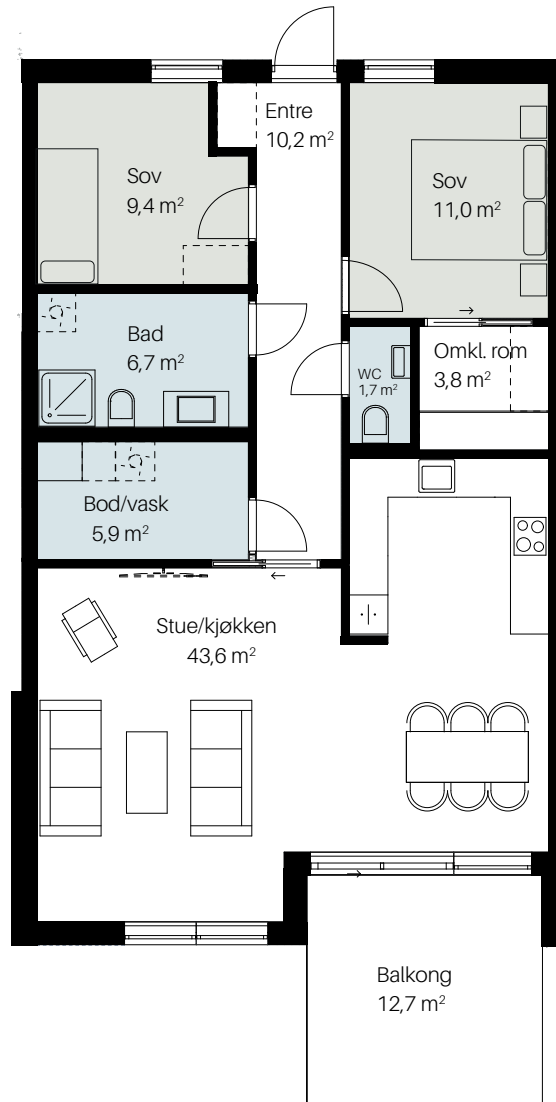 Entre
10,2 m²
Sov
9,4 m²
Sov
11,0 m²
Bad
6,7 m²
WC
1,7 m²
Omkl. rom
3,8 m²
Bod/vask
5,9 m²
Stue/kjøkken
43,6 m²
Balkong
12,7 m²